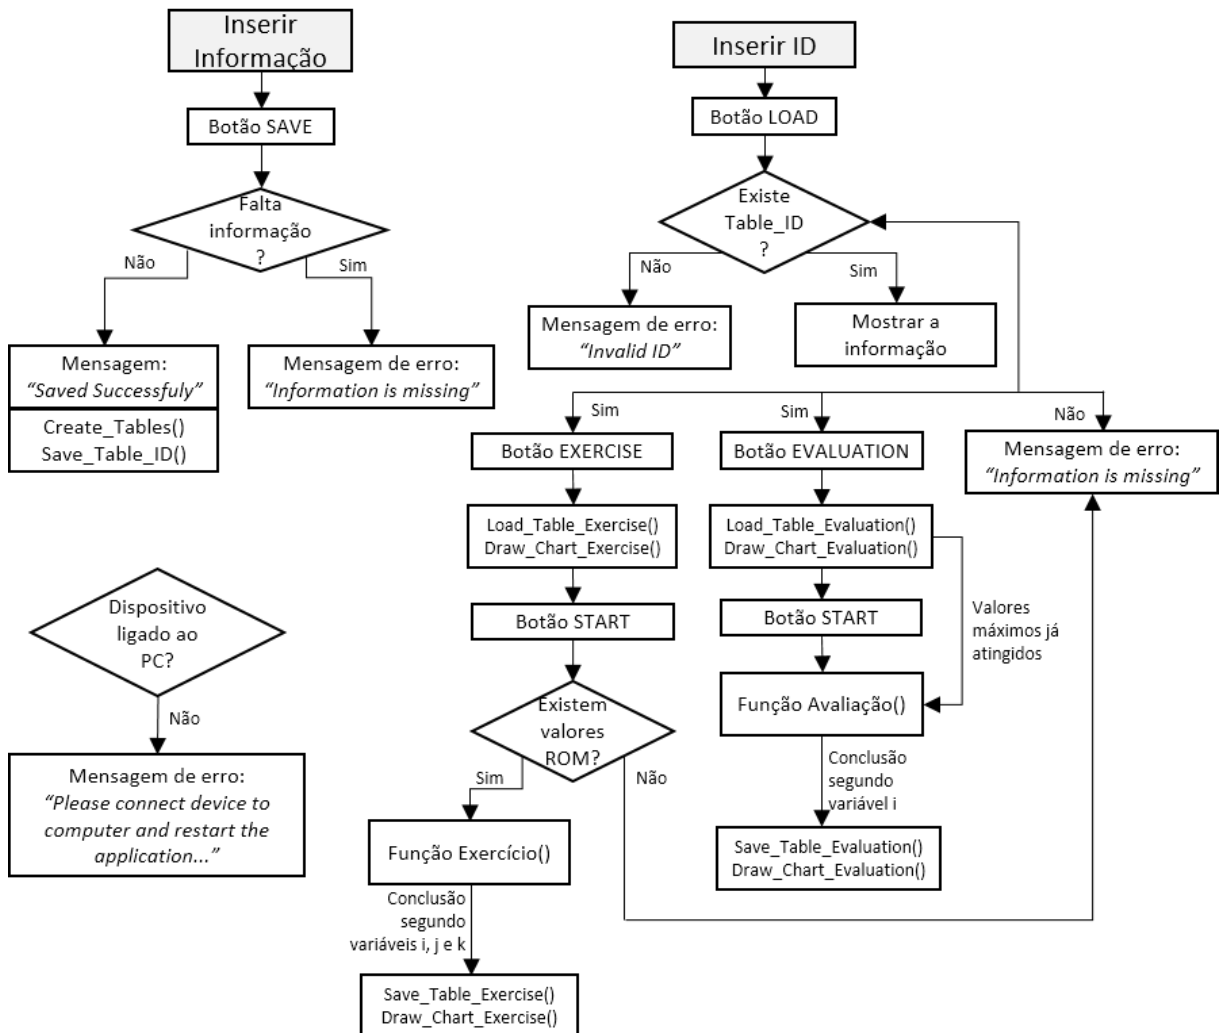 Inserir
Informação
Botão SAVE
Falta
informação
?
Não
Sim
Mensagem:
“Saved Successfuly”
Create_Tables()
Save_Table_ID()
Mensagem de erro:
“Information is missing”
Inserir ID
Botão LOAD
Existe
Table_ID
?
Não
Sim
Mensagem de erro:
“Invalid ID”
Mostrar a
informação
Sim
Sim
Não
Botão EXERCISE
Botão EVALUATION
Mensagem de erro:
“Information is missing”
Load_Table_Exercise()
Draw_Chart_Exercise()
Load_Table_Evaluation()
Draw_Chart_Evaluation()
Botão START
Botão START
Valores
máximos já
atingidos
Existem
valores
ROM?
Sim
Não
Função Avaliação()
Conclusão
segundo
variável i
Save_Table_Evaluation()
Draw_Chart_Evaluation()
Função Exercício()
Conclusão
segundo
variáveis i, j e k
Save_Table_Exercise()
Draw_Chart_Exercise()
Dispositivo
ligado ao
PC?
Não
Mensagem de erro:
“Please connect device to
computer and restart the
application...”